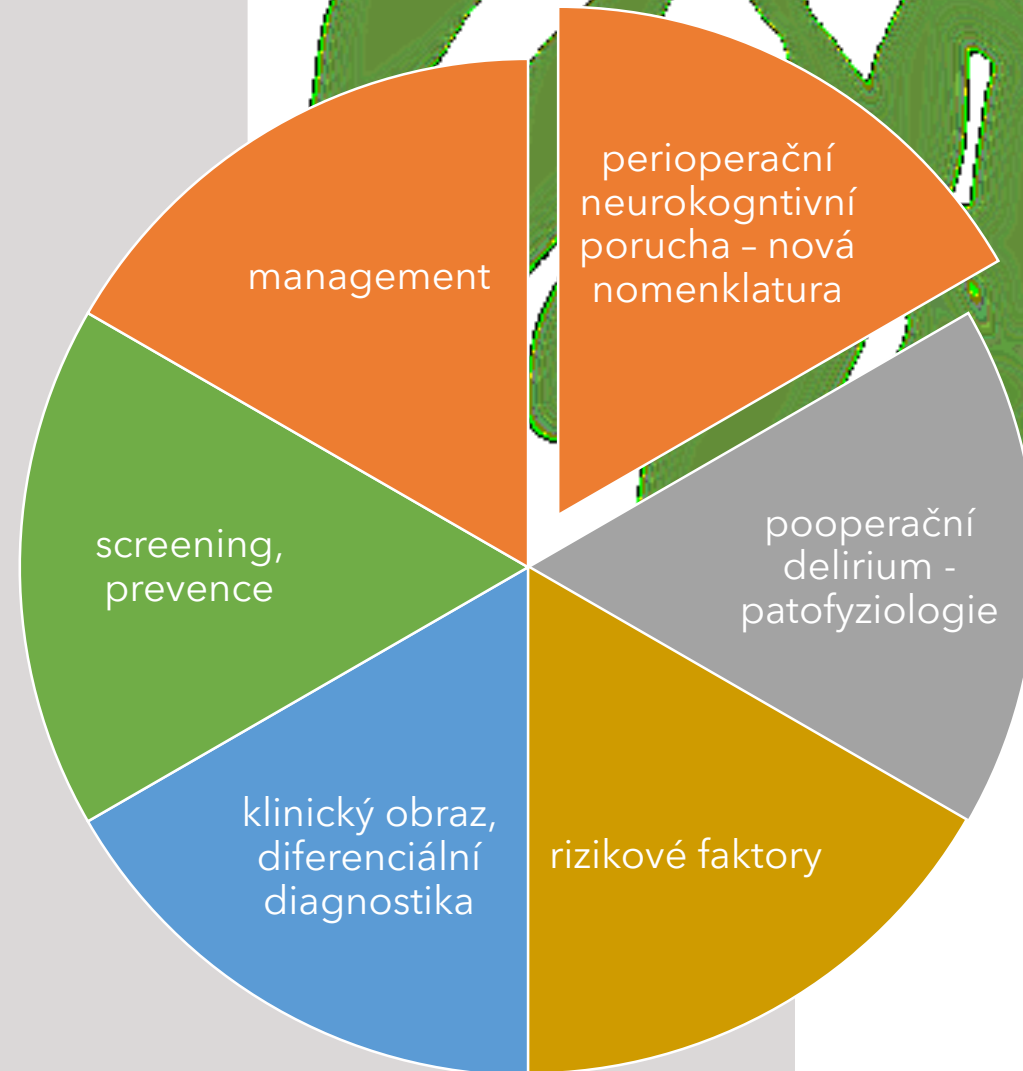 perioperační
neurokogntivní
porucha – nová
nomenklatura
pooperační
delirium -
patofyziologie
rizikové faktory
klinický obraz,
diferenciální
diagnostika
screening,
prevence
management